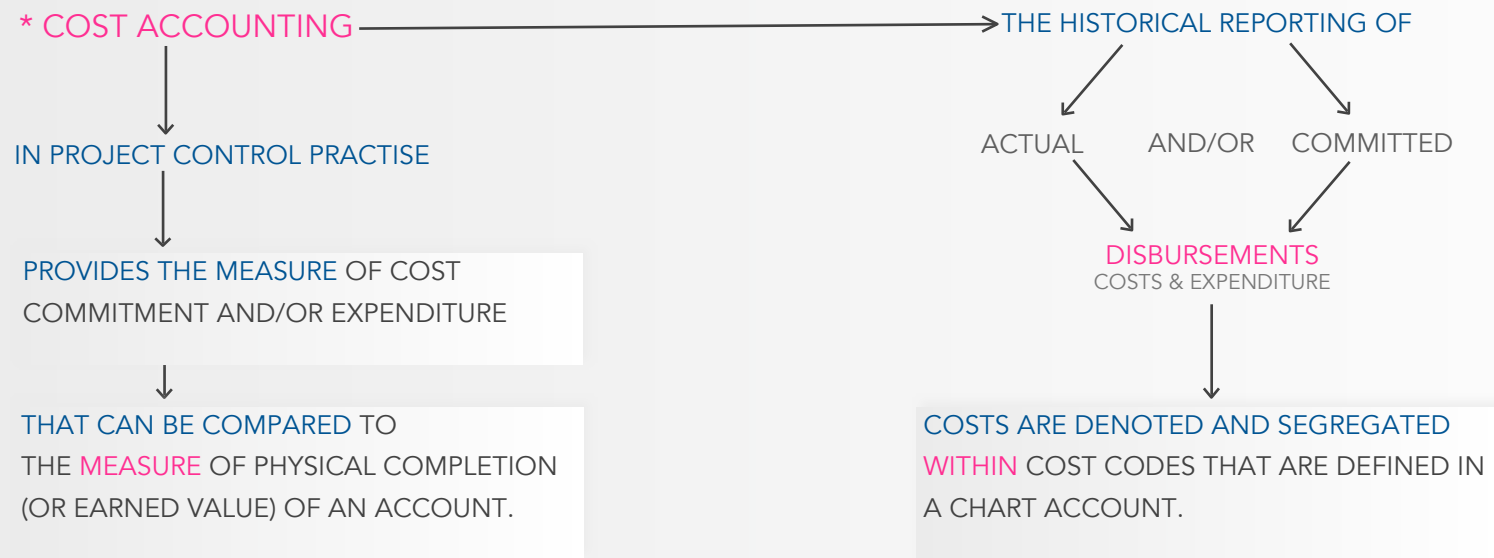 * COST ACCOUNTING
THE HISTORICAL REPORTING OF
ACTUAL AND/OR COMMITTED
IN PROJECT CONTROL PRACTISE
DISBURSEMENTS
COSTS & EXPENDITURE
PROVIDES THE MEASURE OF COST
COMMITMENT AND/OR EXPENDITURE
THAT CAN BE COMPARED TO
THE MEASURE OF PHYSICAL COMPLETION
(OR EARNED VALUE) OF AN ACCOUNT.
COSTS ARE DENOTED AND SEGREGATED
WITHIN COST CODES THAT ARE DEFINED IN
A CHART ACCOUNT.